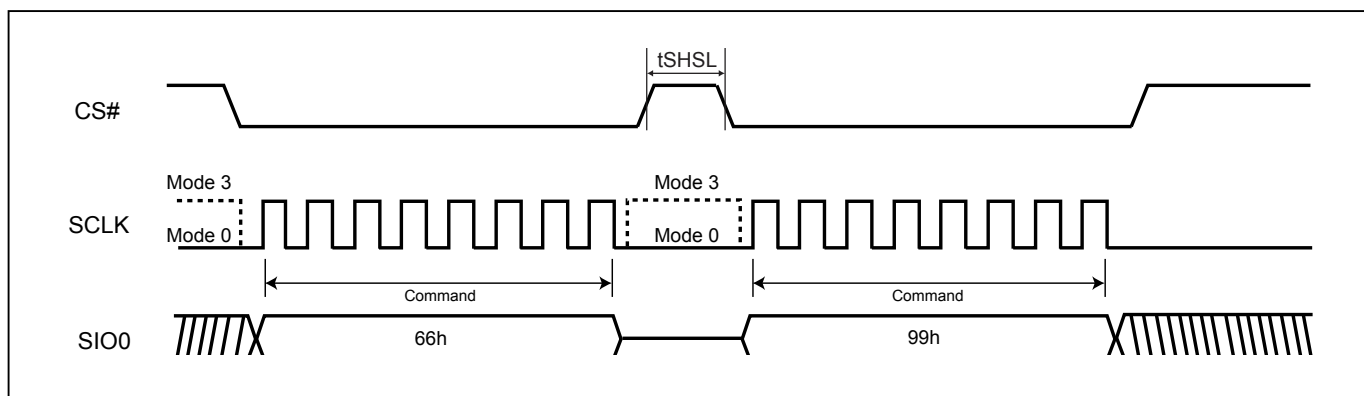 tSHSL
CS#
Mode 3 Mode 3
SCLK
Mode 0 Mode 0
Command Command
SIO0 66h 99h